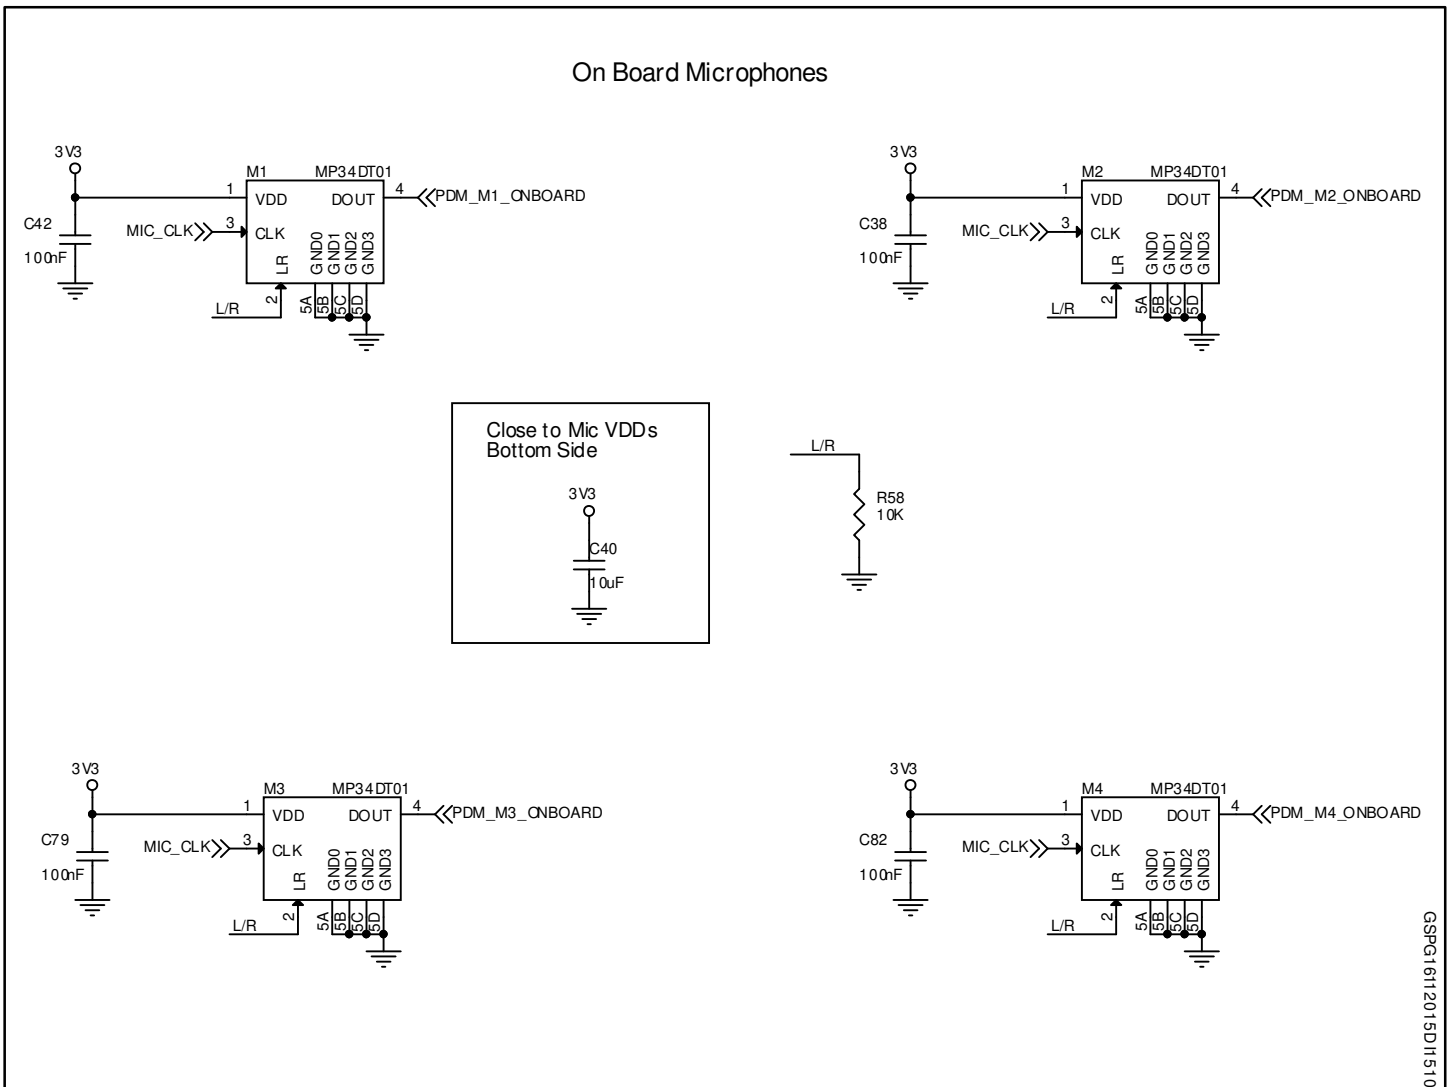 On Board Microphones
3V3
M1 MP34DT01
1 VDD DOUT 4 PDM_M1_ONBOARD
C42
100nF
MIC_CLK 3 CLK
LR GND0 GND1 GND2 GND3
L/R 2 5A 5B 5C 5D
3V3
M2 MP34DT01
1 VDD DOUT 4 PDM_M2_ONBOARD
C38
100nF
MIC_CLK 3 CLK
LR GND0 GND1 GND2 GND3
L/R 2 5A 5B 5C 5D
Close to Mic VDDs
Bottom Side
3V3
C40
10uF
L/R
R58
10K
3V3
M3 MP34DT01
1 VDD DOUT 4 PDM_M3_ONBOARD
C79
100nF
MIC_CLK 3 CLK
LR GND0 GND1 GND2 GND3
L/R 2 5A 5B 5C 5D
3V3
M4 MP34DT01
1 VDD DOUT 4 PDM_M4_ONBOARD
C82
100nF
MIC_CLK 3 CLK
LR GND0 GND1 GND2 GND3
L/R 2 5A 5B 5C 5D
GSPG16112015DI1510